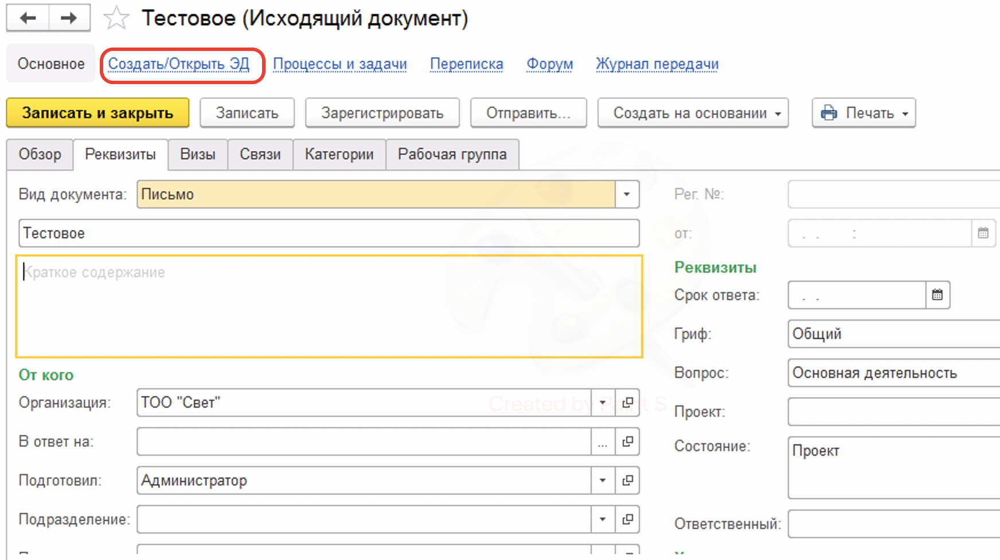 Тестовое (Исходящий документ)
Основное Создать/Открыть ЭД Процессы и задачи Переписка Форум Журнал передачи
Записать и закрыть Записать Зарегистрировать Отправить... Создать на основании Печать
Обзор Реквизиты Визы Связи Категории Рабочая группа
Вид документа: Письмо Рег. №:
Тестовое от: . . :
Краткое содержание
Реквизиты
Срок ответа: . .
Гриф: Общий
Вопрос: Основная деятельность
От кого
Организация: ТОО "Свет"
Created by Paint S
Проект:
В ответ на: ...
Состояние: Проект
Подготовил: Администратор
Подразделение:
Ответственный: